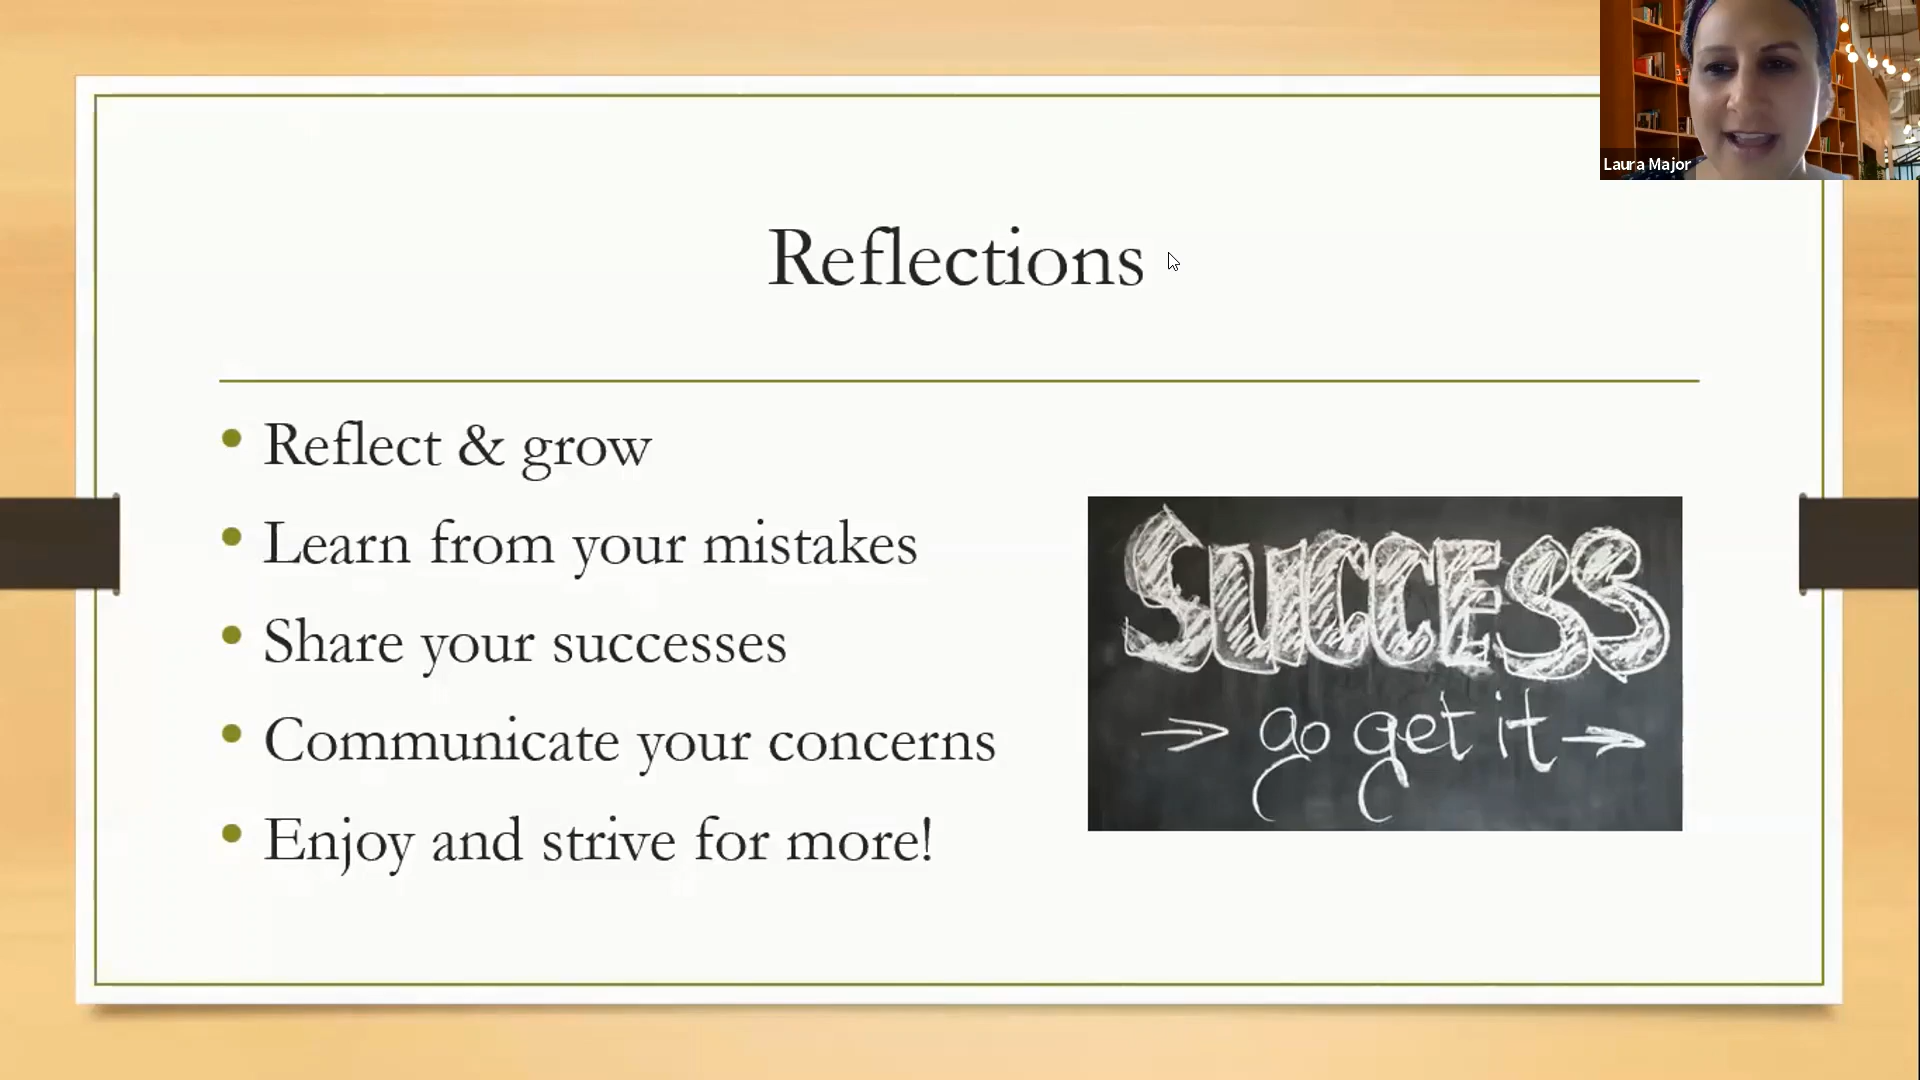 Laura Major
Reflections
• Reflect & grow
• Learn from your mistakes
• Share your successes
• Communicate your concerns
• Enjoy and strive for more!
SUCCESS
→ go get it →